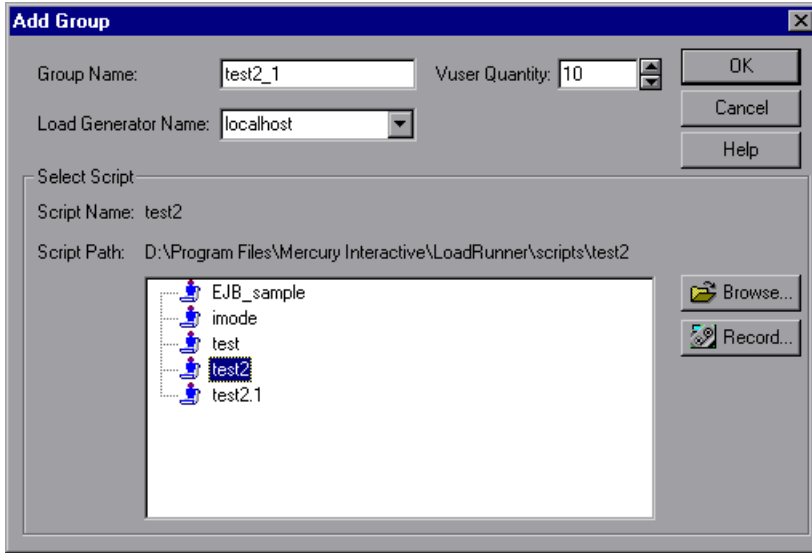 Add Group
Group Name: test2_1 Vuser Quantity: 10 OK
Cancel
Load Generator Name: localhost
Help
Select Script
Script Name: test2
Script Path: D:\Program Files\Mercury Interactive\LoadRunner\scripts\test2
EJB_sample Browse...
imode
test Record...
test2
test2.1